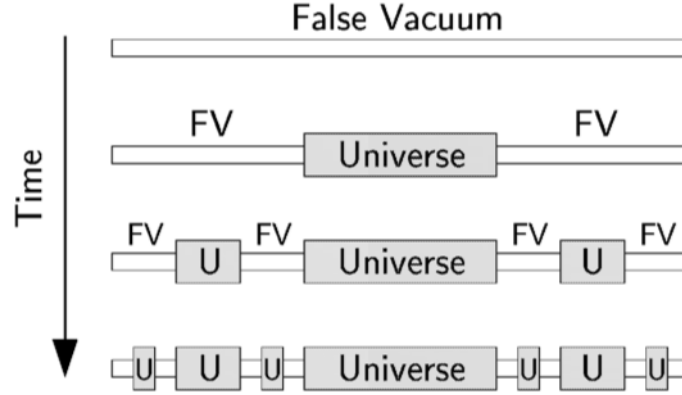 False Vacuum
FV FV
Universe
Time
FV FV FV FV
U Universe U
U U U Universe U U U